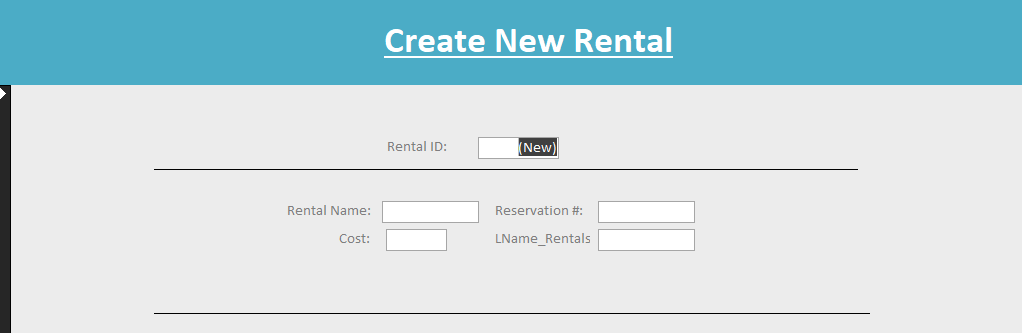 Create New Rental
Rental ID: (New)
Rental Name: Reservation #:
Cost: LName_Rentals